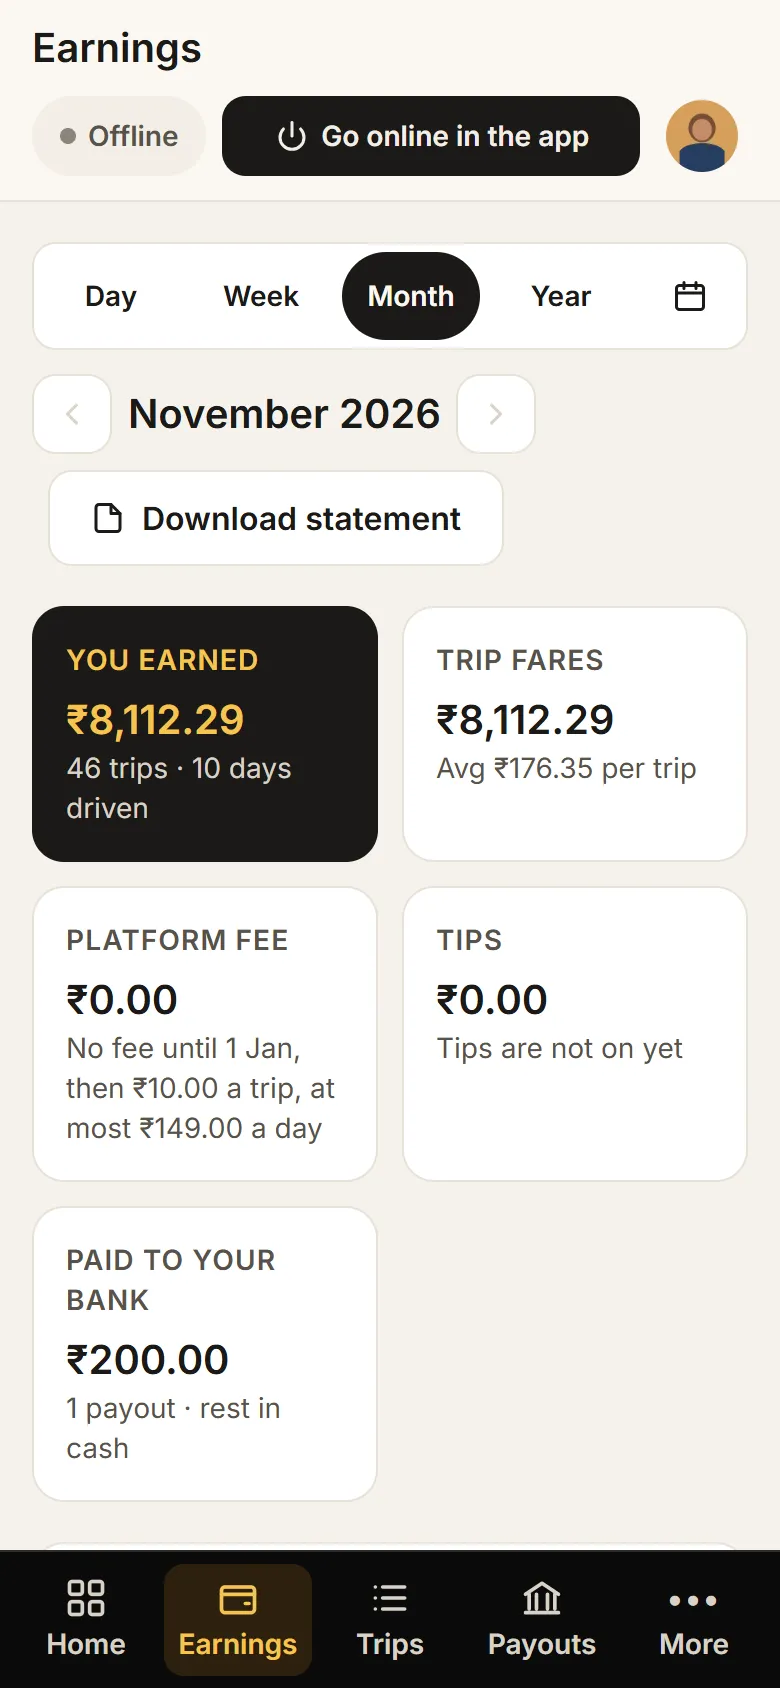 Earnings
Offline
Go online in the app
Day
Week
Month
Year
November 2026
Download statement
YOU EARNED
₹8,112.29
46 trips · 10 days
driven
TRIP FARES
₹8,112.29
Avg ₹176.35 per trip
PLATFORM FEE
₹0.00
No fee until 1 Jan,
then ₹10.00 a trip, at
most ₹149.00 a day
TIPS
₹0.00
Tips are not on yet
PAID TO YOUR
BANK
₹200.00
1 payout · rest in
cash
Home
Earnings
Trips
Payouts
More